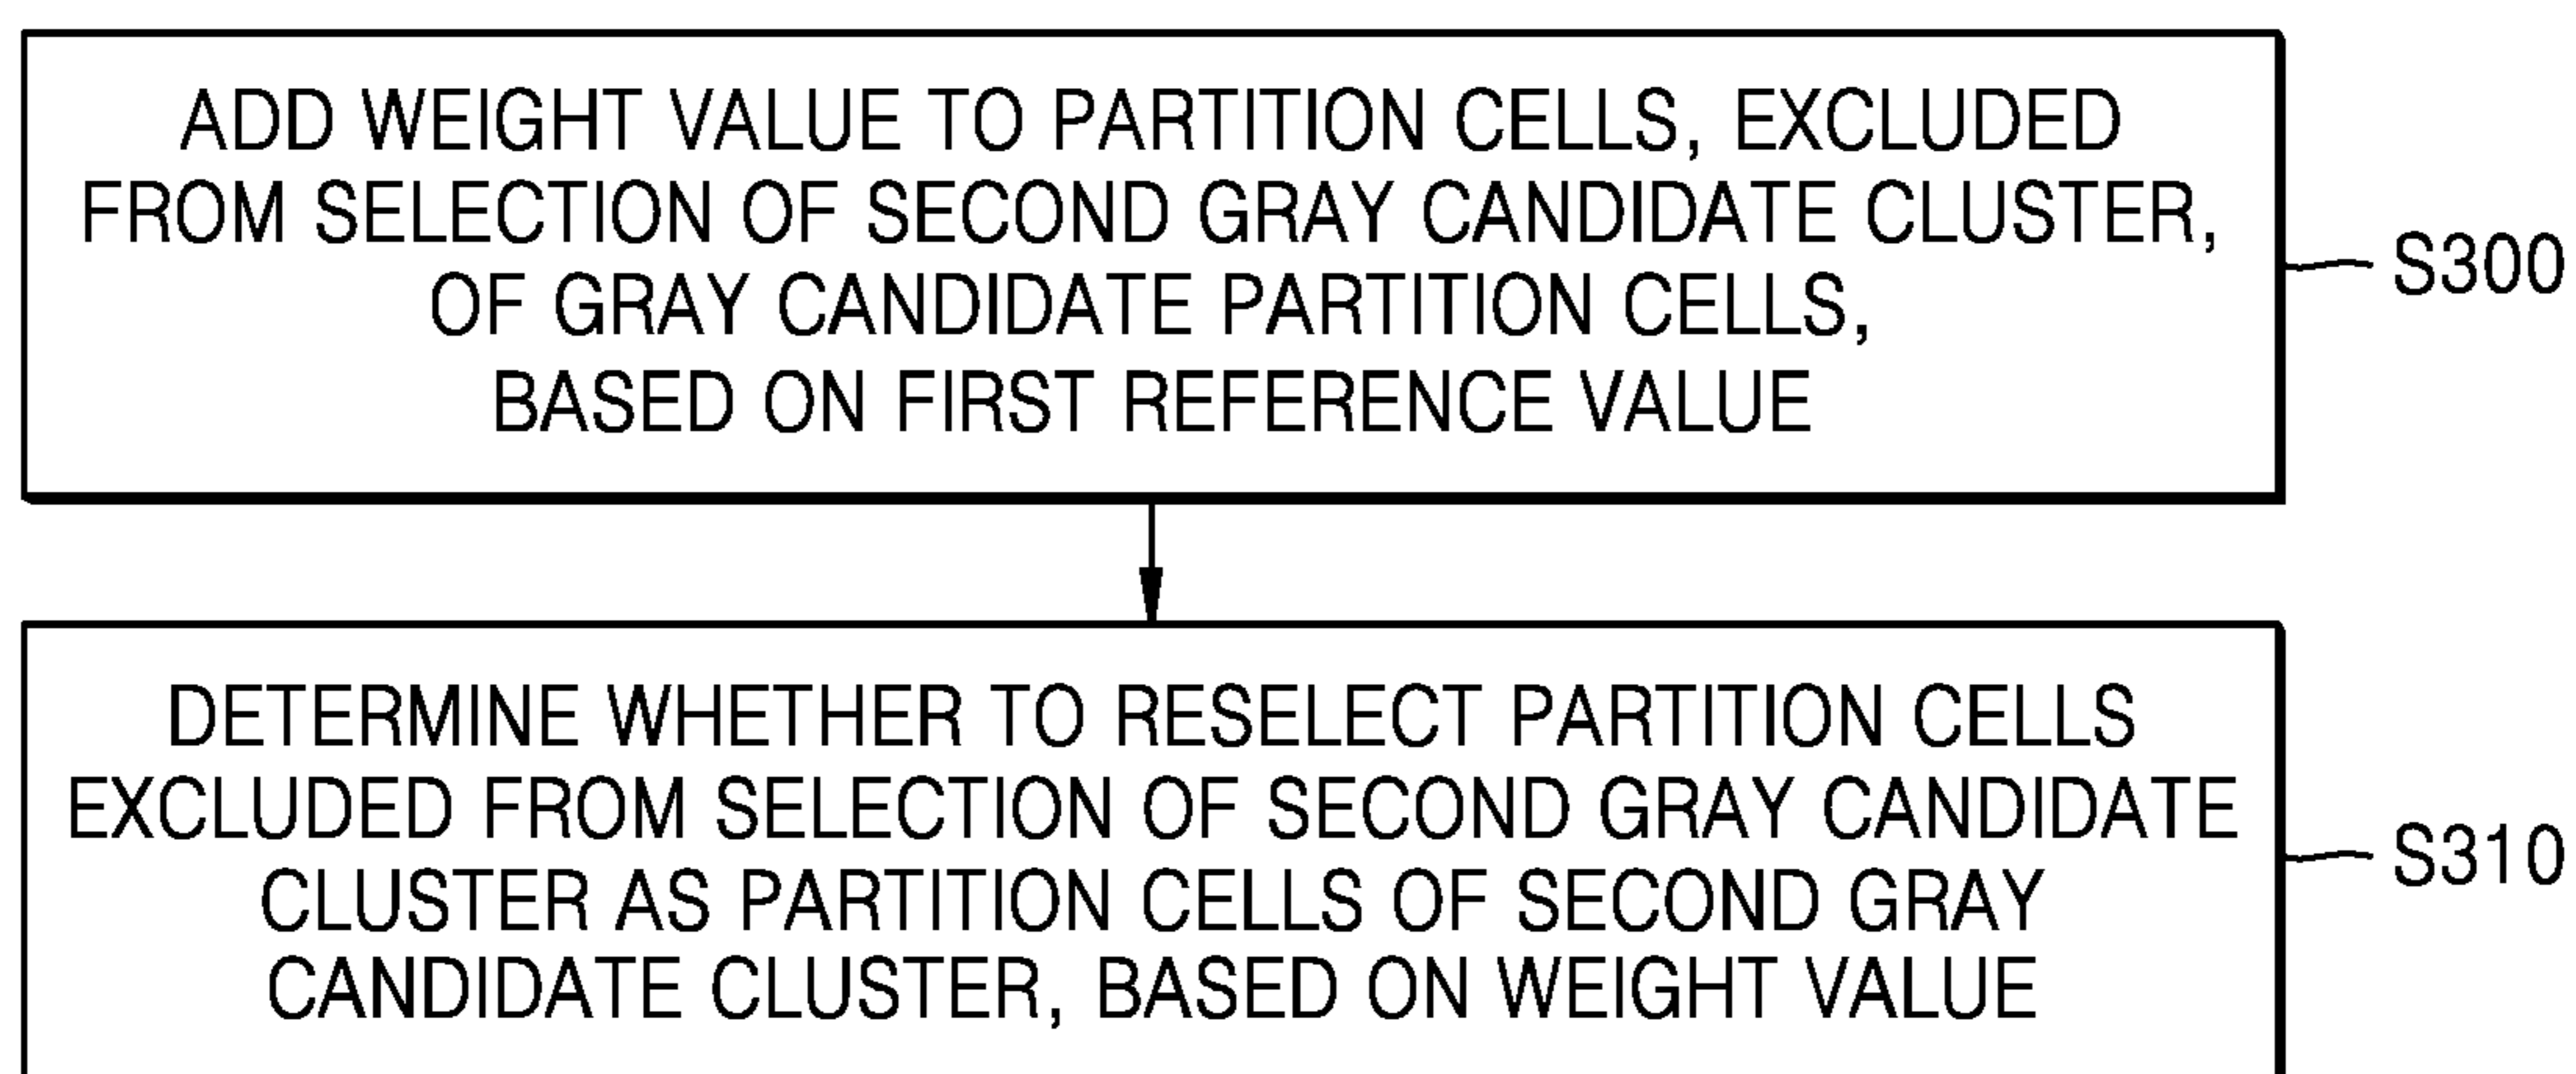 ADD WEIGHT VALUE TO PARTITION CELLS, EXCLUDED
FROM SELECTION OF SECOND GRAY CANDIDATE CLUSTER,
OF GRAY CANDIDATE PARTITION CELLS,
BASED ON FIRST REFERENCE VALUE
S300
DETERMINE WHETHER TO RESELECT PARTITION CELLS
EXCLUDED FROM SELECTION OF SECOND GRAY CANDIDATE
CLUSTER AS PARTITION CELLS OF SECOND GRAY
CANDIDATE CLUSTER, BASED ON WEIGHT VALUE
S310